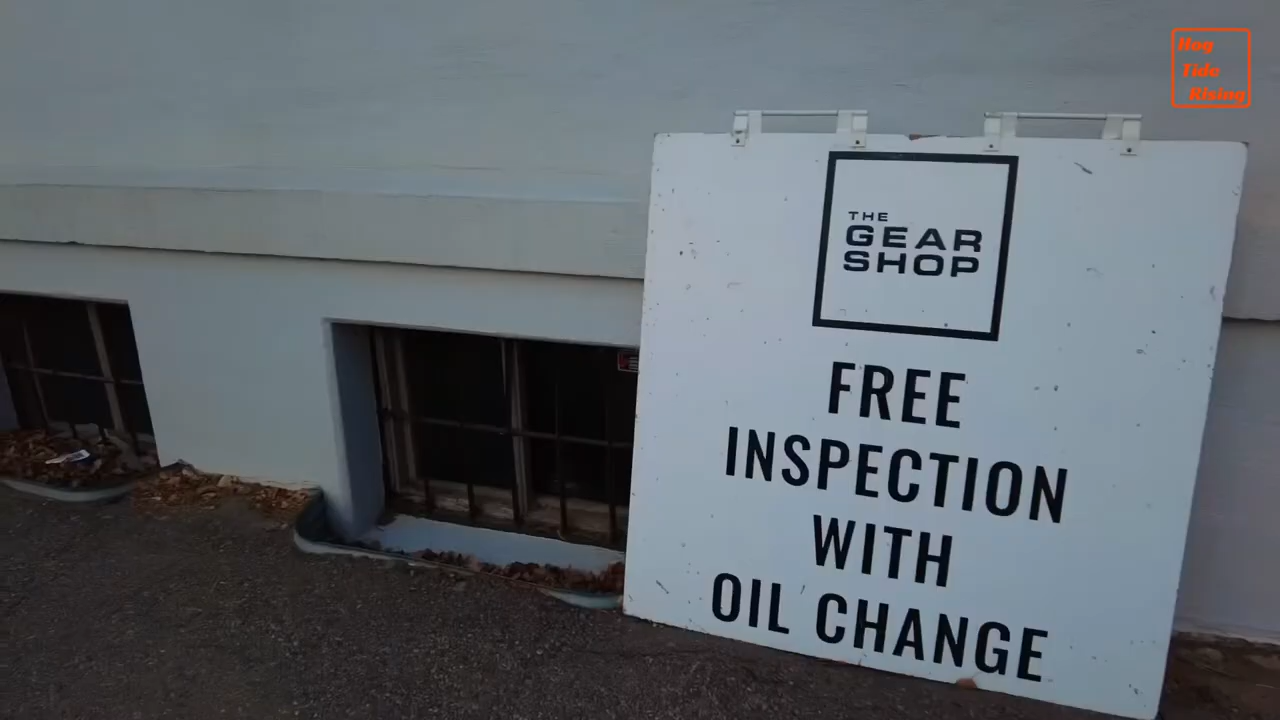 Hog
Tide
Rising
THE
GEAR
SHOP
FREE
INSPECTION
WITH
OIL CHANGE